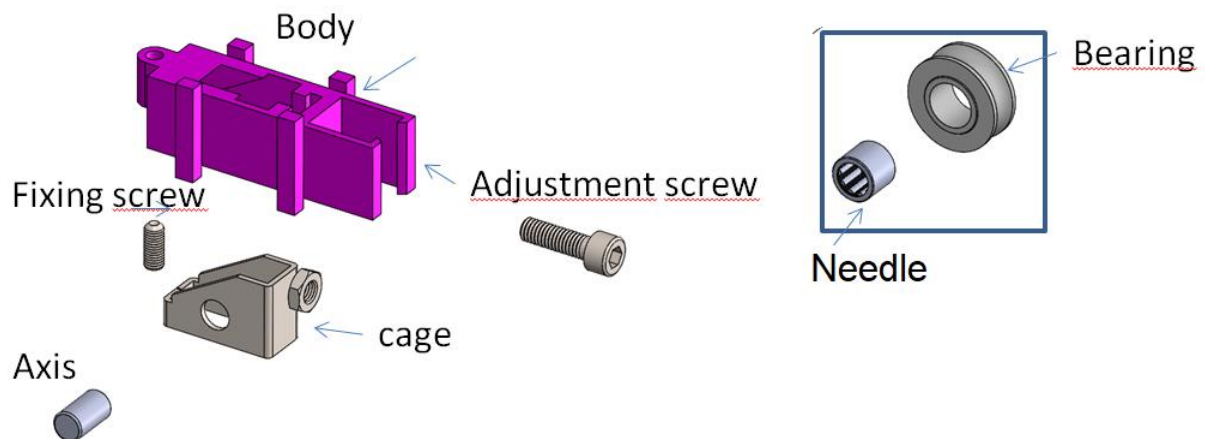 Body
Bearing
Fixing screw
Adjustment screw
Needle
cage
Axis